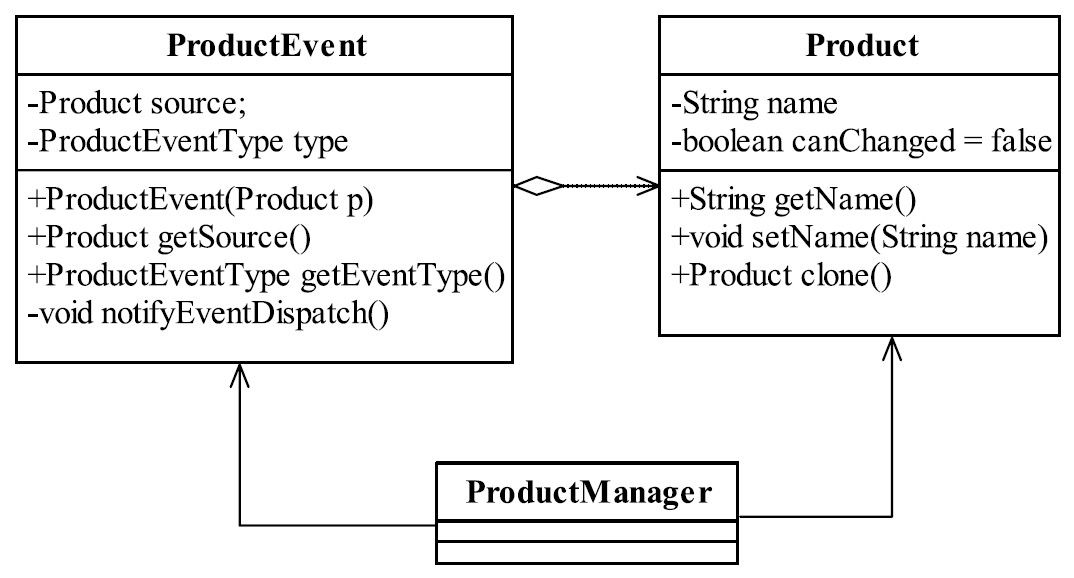 ProductEvent
-Product source;
-ProductEventType type
+ProductEvent(Product p)
+Product getSource()
+ProductEventType getEventType()
-void notifyEventDispatch()
Product
-String name
-boolean canChanged = false
+String getName()
+void setName(String name)
+Product clone()
ProductManager